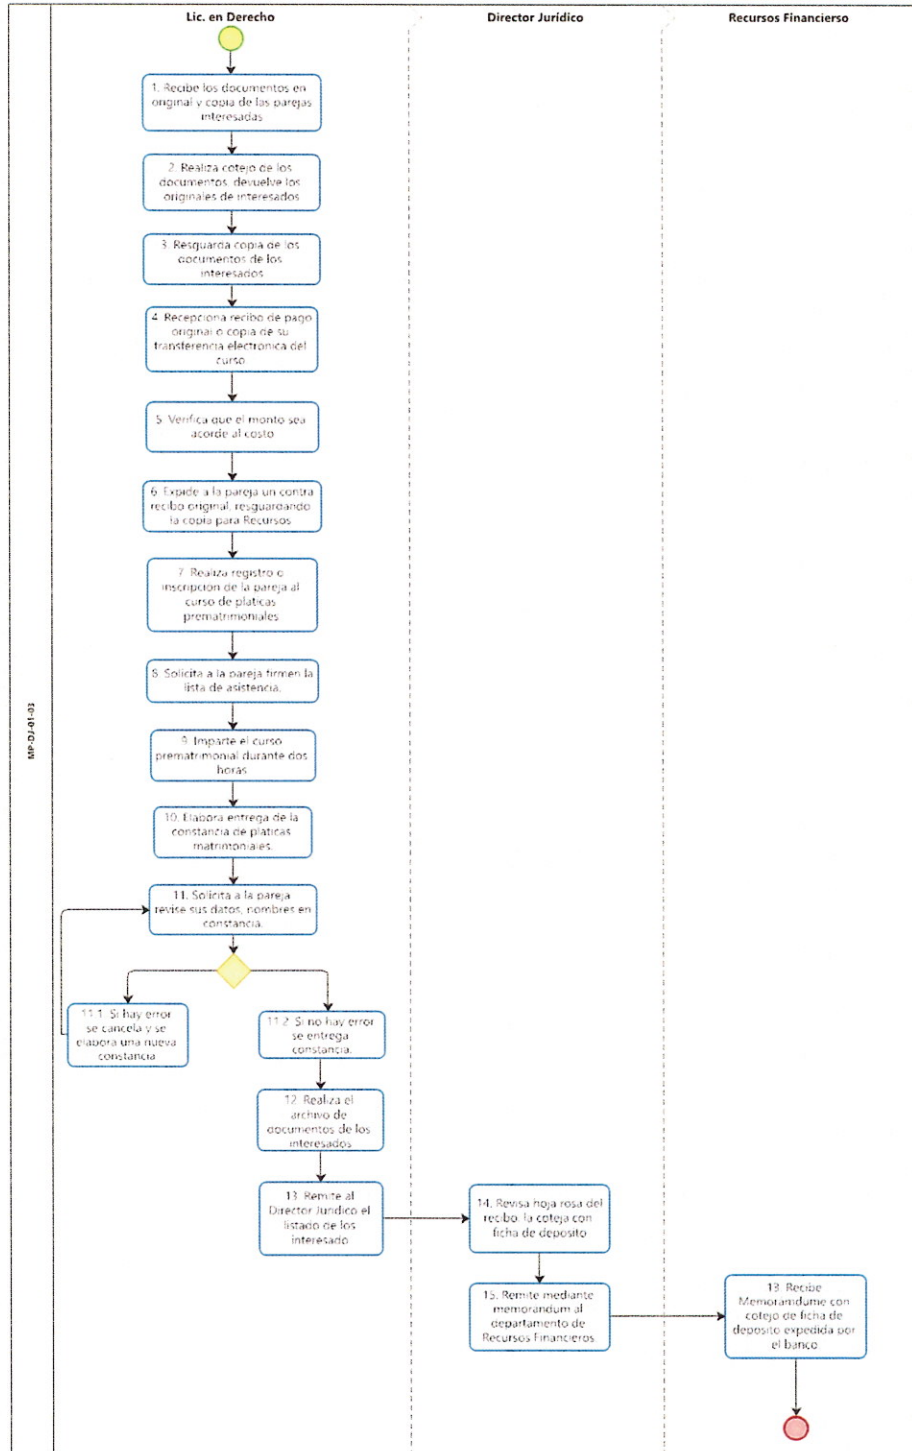 Lic. en Derecho
Director Jurídico
Recursos Financierso
1. Recibe los documentos en
original y copia de las parejas
interesadas
2. Realiza cotejo de los
documentos, devuelve los
originales de interesados
3. Resguarda copia de los
documentos de los
interesados
4. Recepciona recibo de pago
original o copia de su
transferencia electronica del
curso.
5. Verifica que el monto sea
acorde al costo
6. Expide a la pareja un contra
recibo original, resguardando
la copia para Recursos
7. Realiza registro o
inscripción de la pareja al
curso de platicas
prematrimoniales.
8. Solicita a la pareja firmen la
lista de asistencia.
9. Imparte el curso
prematrimonial durante dos
horas
10. Elabora entrega de la
constancia de platicas
matrimoniales.
11. Solicita a la pareja
revise sus datos, nombres en
constancia.
11.1. Si hay error
se cancela y se
elabora una nueva
constancia
11.2. Si no hay error
se entrega
constancia.
12. Realiza el
archivo de
documentos de los
interesados
13. Remite al
Director Juridico el
listado de los
interesado
14. Revisa hoja rosa del
recibo, la coteja con
ficha de deposito
15. Remite mediante
memorandum al
departamento de
Recursos Financieros.
13. Recibe
Memoramdume con
cotejo de ficha de
deposito expedida por
el banco
MP-DJ-01-03